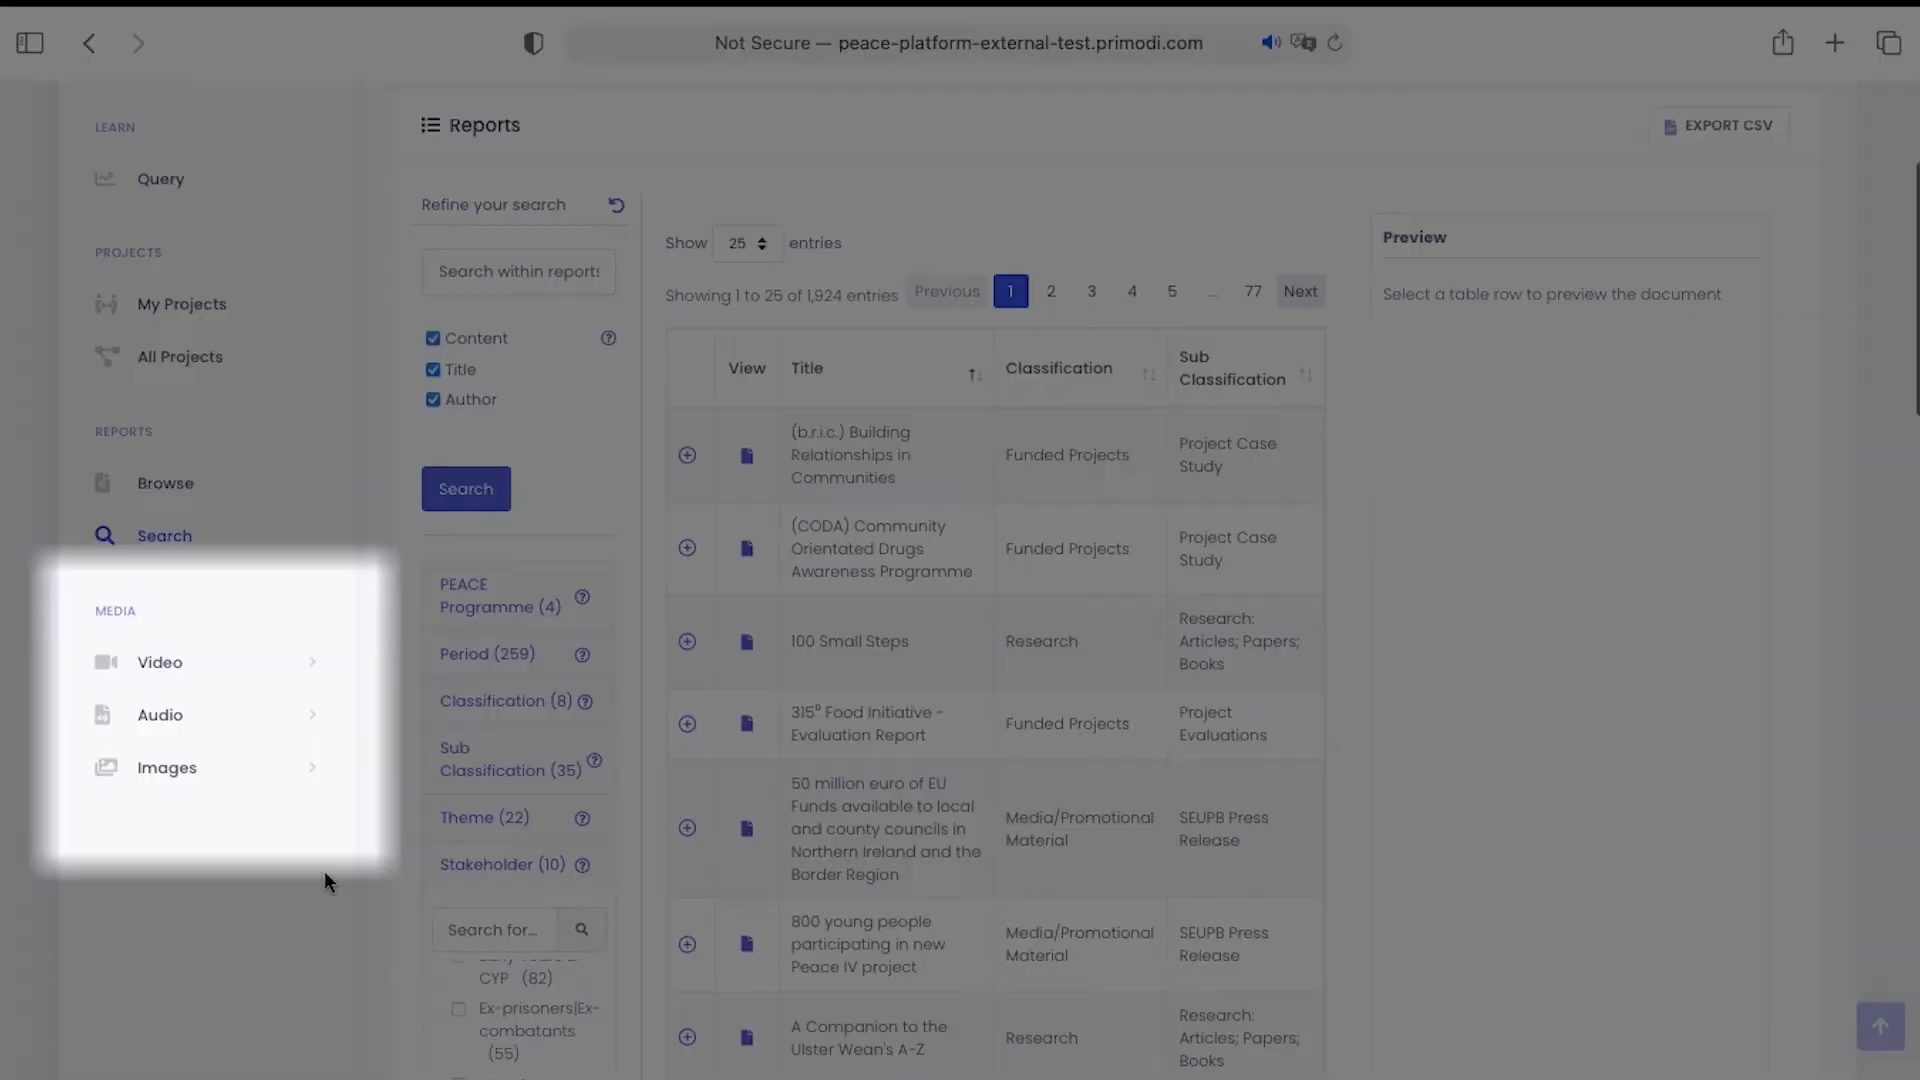 Not Secure — peace-platform-external-test.primodi.com
LEARN
Query
PROJECTS
My Projects
All Projects
REPORTS
Browse
Search
MEDIA
Video
Audio
Images
Reports
EXPORT CSV
Refine your search
Search within reports
Content
Title
Author
Search
PEACE
Programme (4)
Period (259)
Classification (8)
Sub
Classification (35)
Theme (22)
Stakeholder (10)
Search for...
CYP (82)
Ex-prisoners|Ex-
combatants
(55)
Show 25 entries
Showing 1 to 25 of 1,924 entries
Previous 1 2 3 4 5 ... 77 Next
View
Title
Classification
Sub
Classification
(b.r.i.c.) Building
Relationships in
Communities
Funded Projects
Project Case
Study
(CODA) Community
Orientated Drugs
Awareness Programme
Funded Projects
Project Case
Study
100 Small Steps
Research
Research:
Articles; Papers;
Books
315º Food Initiative -
Evaluation Report
Funded Projects
Project
Evaluations
50 million euro of EU
Funds available to local
and county councils in
Northern Ireland and the
Border Region
Media/Promotional
Material
SEUPB Press
Release
800 young people
participating in new
Peace IV project
Media/Promotional
Material
SEUPB Press
Release
A Companion to the
Ulster Wean's A-Z
Research
Research:
Articles; Papers;
Books
Preview
Select a table row to preview the document